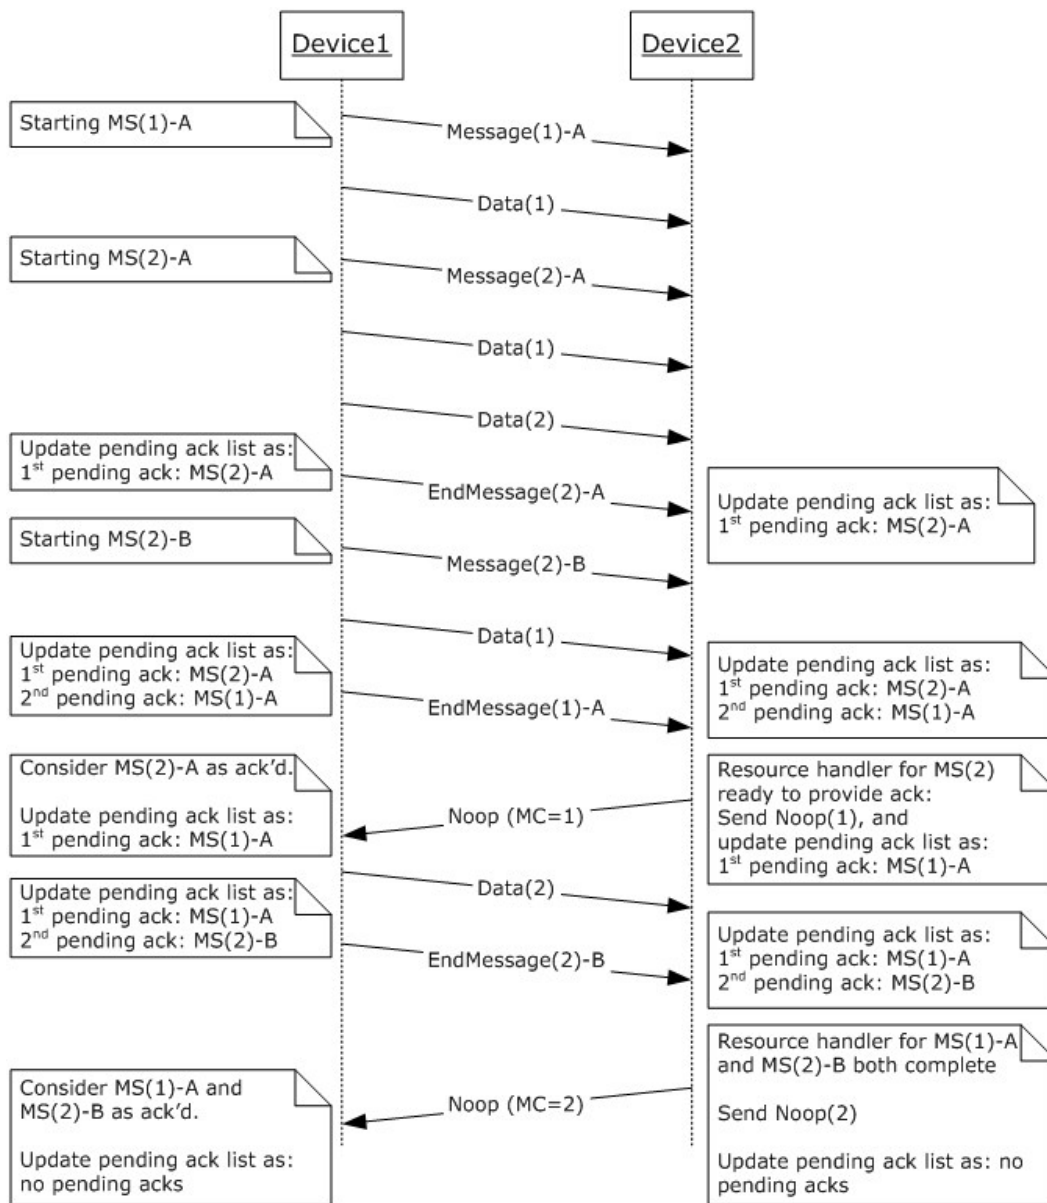 Device1
Device2
Starting MS(1)-A
Message(1)-A
Data(1)
Starting MS(2)-A
Message(2)-A
Data(1)
Data(2)
Update pending ack list as:
1st pending ack: MS(2)-A
EndMessage(2)-A
Update pending ack list as:
1st pending ack: MS(2)-A
Starting MS(2)-B
Message(2)-B
Data(1)
Update pending ack list as:
1st pending ack: MS(2)-A
2nd pending ack: MS(1)-A
EndMessage(1)-A
Update pending ack list as:
1st pending ack: MS(2)-A
2nd pending ack: MS(1)-A
Consider MS(2)-A as ack’d.
Update pending ack list as:
1st pending ack: MS(1)-A
Noop (MC=1)
Resource handler for MS(2)
ready to provide ack:
Send Noop(1), and
update pending ack list as:
1st pending ack: MS(1)-A
Data(2)
Update pending ack list as:
1st pending ack: MS(1)-A
2nd pending ack: MS(2)-B
EndMessage(2)-B
Update pending ack list as:
1st pending ack: MS(1)-A
2nd pending ack: MS(2)-B
Resource handler for MS(1)-A
and MS(2)-B both complete
Send Noop(2)
Update pending ack list as: no
pending acks
Noop (MC=2)
Consider MS(1)-A and
MS(2)-B as ack’d.
Update pending ack list as:
no pending acks